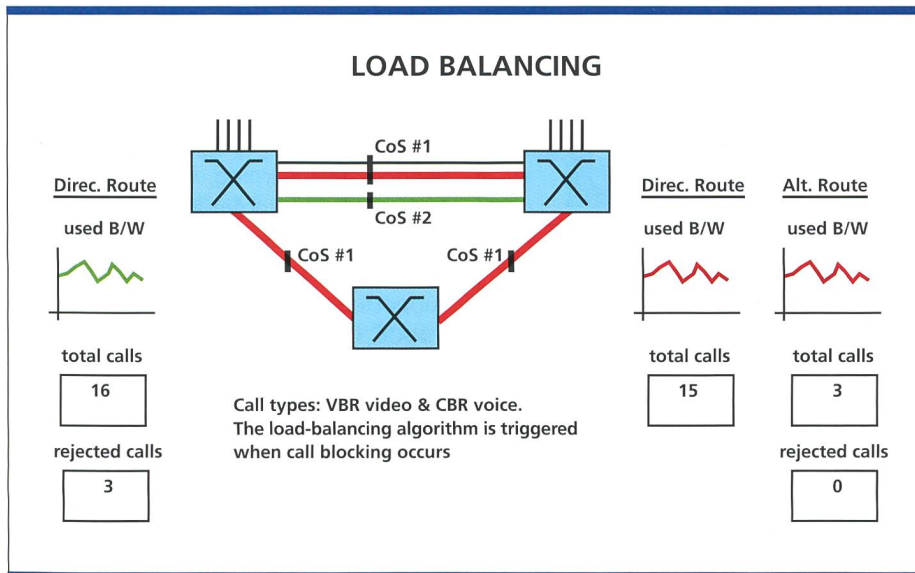 LOAD BALANCING
CoS #1
CoS #2
CoS #1
CoS #1
Direc. Route
used B/W
total calls
16
rejected calls
3
Call types: VBR video & CBR voice.
The load-balancing algorithm is triggered
when call blocking occurs
Direc. Route
used B/W
total calls
15
Alt. Route
used B/W
total calls
3
rejected calls
0